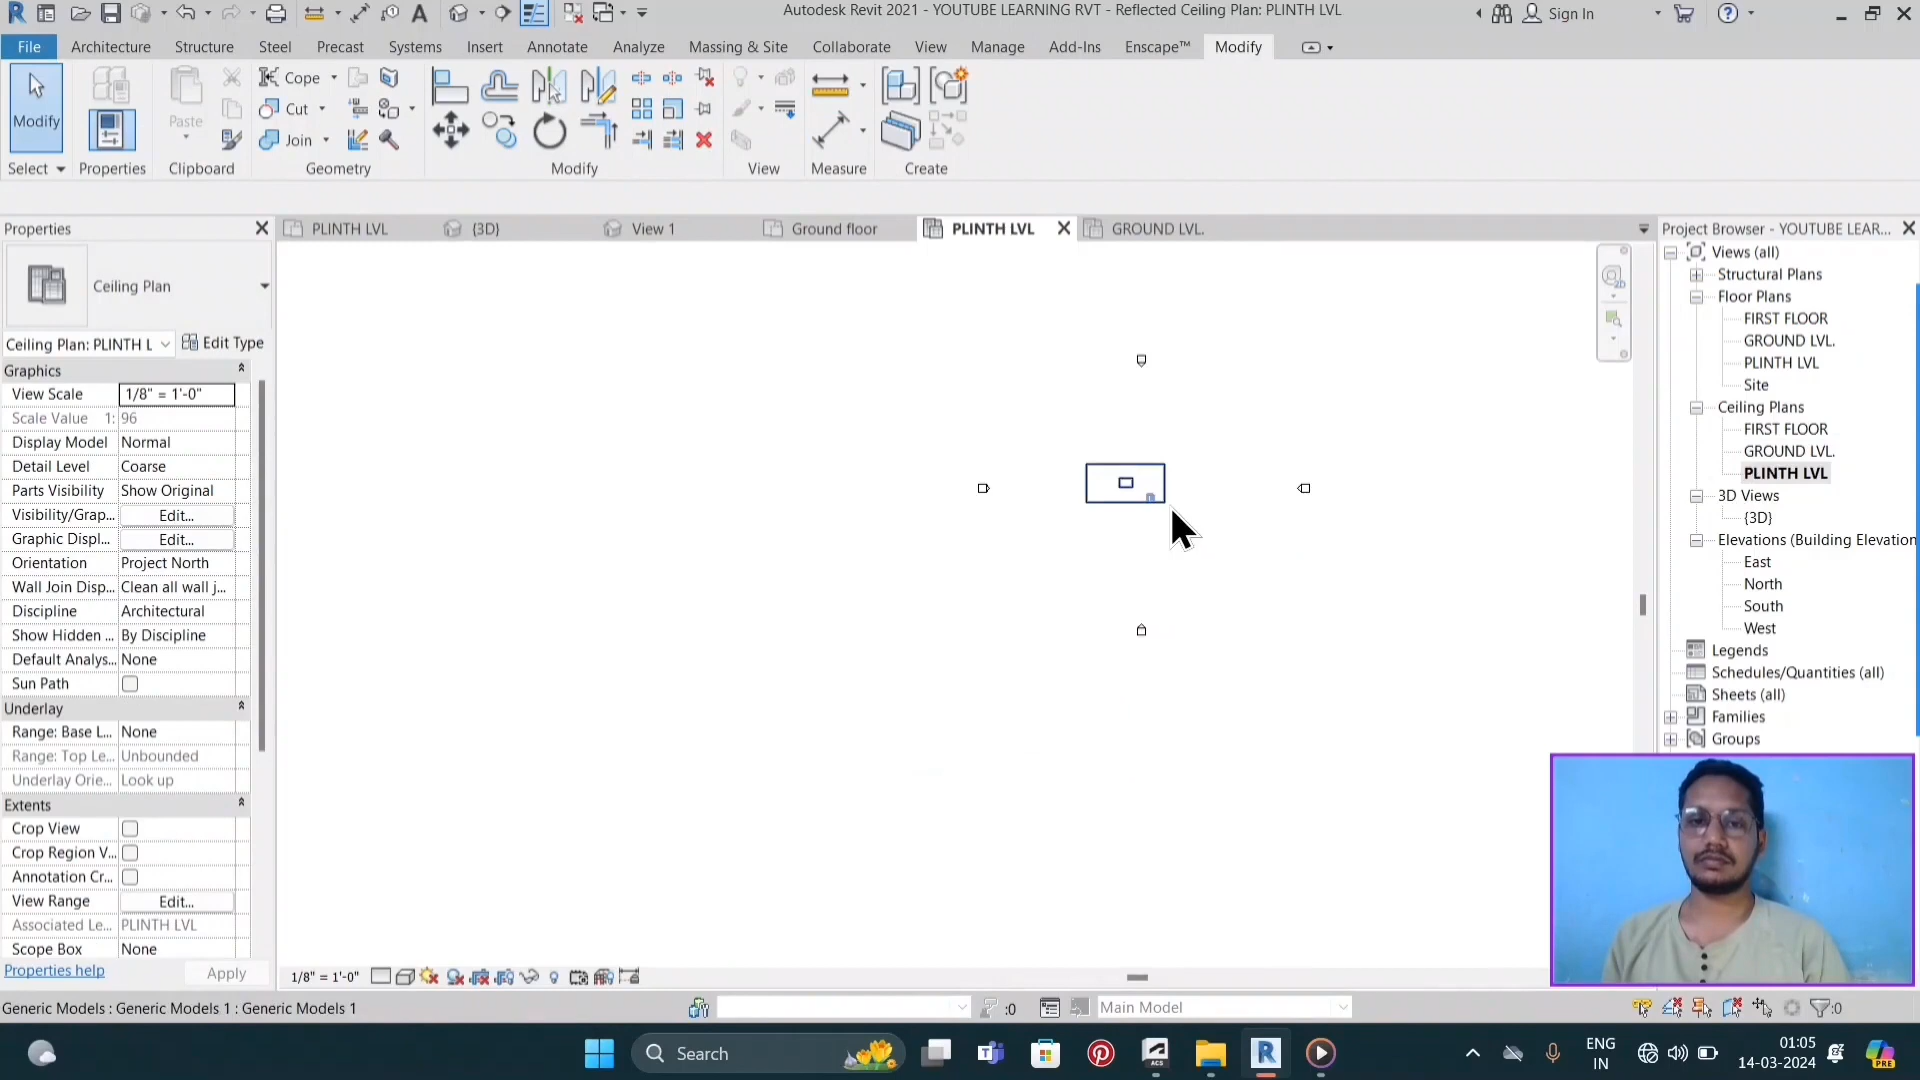 Autodesk Revit 2021 - YOUTUBE LEARNING RVT - Reflected Ceiling Plan: PLINTH LVL
Sign In
File Architecture Structure Steel Precast Systems Insert Annotate Analyze Massing & Site Collaborate View Manage Add-Ins Enscape™ Modify
Modify
Paste
Cope
Cut
Join
Select Properties Clipboard Geometry Modify View Measure Create
Properties
PLINTH LVL {3D} View 1 Ground floor PLINTH LVL GROUND LVL.
Project Browser - YOUTUBE LEAR...
Ceiling Plan
Ceiling Plan: PLINTH L
Edit Type
Graphics
View Scale 1/8" = 1'-0"
Scale Value 1: 96
Display Model Normal
Detail Level Coarse
Parts Visibility Show Original
Visibility/Grap... Edit...
Graphic Displ... Edit...
Orientation Project North
Wall Join Disp... Clean all wall j...
Discipline Architectural
Show Hidden ... By Discipline
Default Analys... None
Sun Path
Underlay
Range: Base L... None
Range: Top Le... Unbounded
Underlay Orie... Look up
Extents
Crop View
Crop Region V...
Annotation Cr...
View Range Edit...
Associated Le... PLINTH LVL
Scope Box None
Properties help
Apply
2D
Views (all)
Structural Plans
Floor Plans
FIRST FLOOR
GROUND LVL.
PLINTH LVL
Site
Ceiling Plans
FIRST FLOOR
GROUND LVL.
PLINTH LVL
3D Views
{3D}
Elevations (Building Elevation
East
North
South
West
Legends
Schedules/Quantities (all)
Sheets (all)
Families
Groups
1/8" = 1'-0"
Generic Models : Generic Models 1 : Generic Models 1
:0
Main Model
:0
Search
ACS
ENG
IN
01:05
14-03-2024
PRE